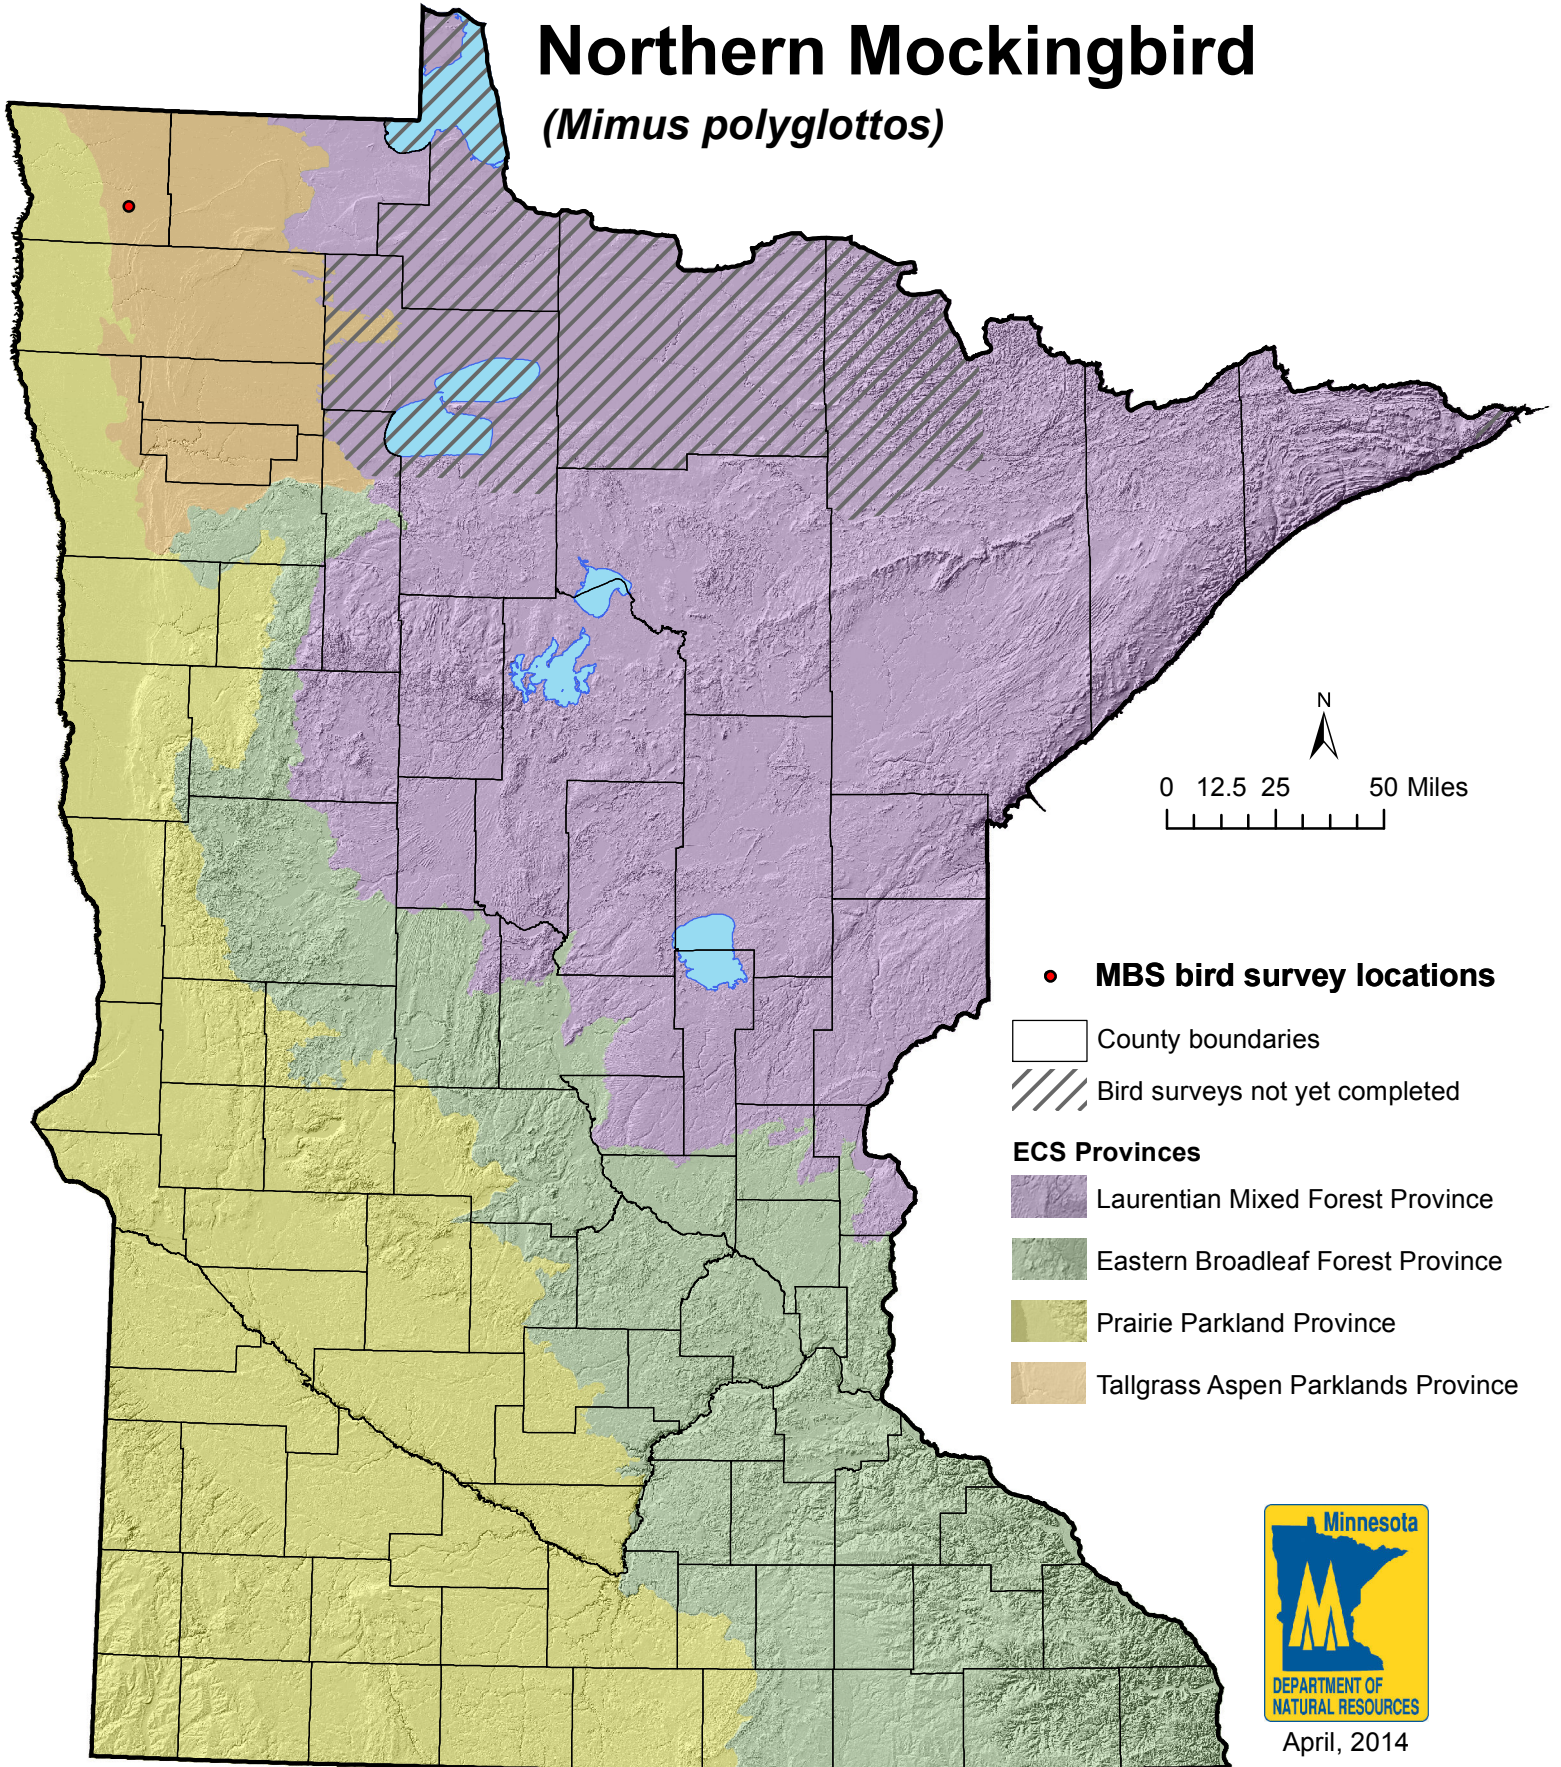 Northern Mockingbird
(Mimus polyglottos)
N
0 12.5 25 50 Miles
MBS bird survey locations
County boundaries
Bird surveys not yet completed
ECS Provinces
Laurentian Mixed Forest Province
Eastern Broadleaf Forest Province
Prairie Parkland Province
Tallgrass Aspen Parklands Province
Minnesota
DEPARTMENT OF
NATURAL RESOURCES
April, 2014